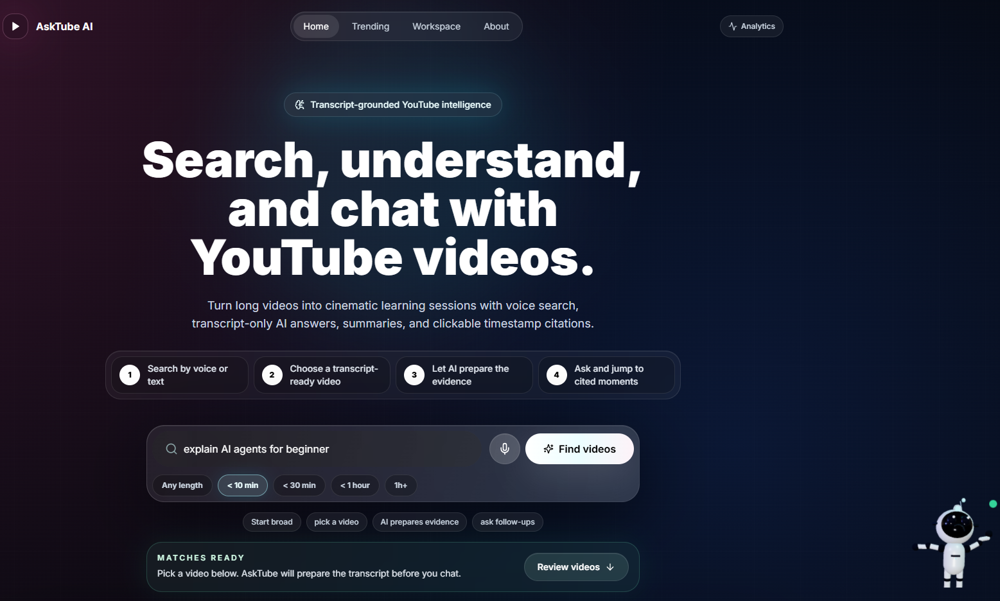 AskTube AI
Home
Trending
Workspace
About
Analytics
Transcript-grounded YouTube intelligence
Search, understand,
and chat with
YouTube videos.
Turn long videos into cinematic learning sessions with voice search,
transcript-only AI answers, summaries, and clickable timestamp citations.
1
Search by voice or
text
2
Choose a transcript-
ready video
3
Let AI prepare the
evidence
4
Ask and jump to
cited moments
explain AI agents for beginner
Find videos
Any length
< 10 min
< 30 min
< 1 hour
1h+
Start broad
pick a video
AI prepares evidence
ask follow-ups
MATCHES READY
Pick a video below. AskTube will prepare the transcript before you chat.
Review videos